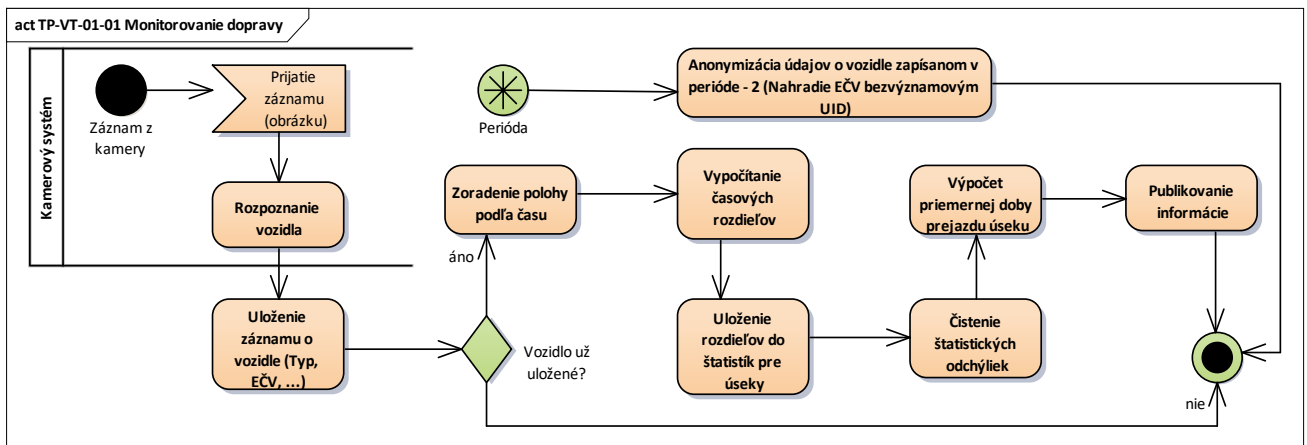 act TP-VT-01-01 Monitorovanie dopravy
Kamerový systém
Záznam z
kamery
Prijatie
záznamu
(obrázku)
Rozpoznanie
vozidla
Uloženie
záznamu o
vozidle (Typ,
EČV, ...)
Vozidlo už
uložené?
áno
nie
Perióda
Anonymizácia údajov o vozidle zapísanom v
perióde - 2 (Nahradie EČV bezvýznamovým
UID)
Zoradenie polohy
podľa času
Vypočítanie
časových
rozdieľov
Uloženie
rozdieľov do
štatistík pre
úseky
Čistenie
štatistických
odchýliek
Výpočet
priemernej doby
prejazdu úseku
Publikovanie
informácie